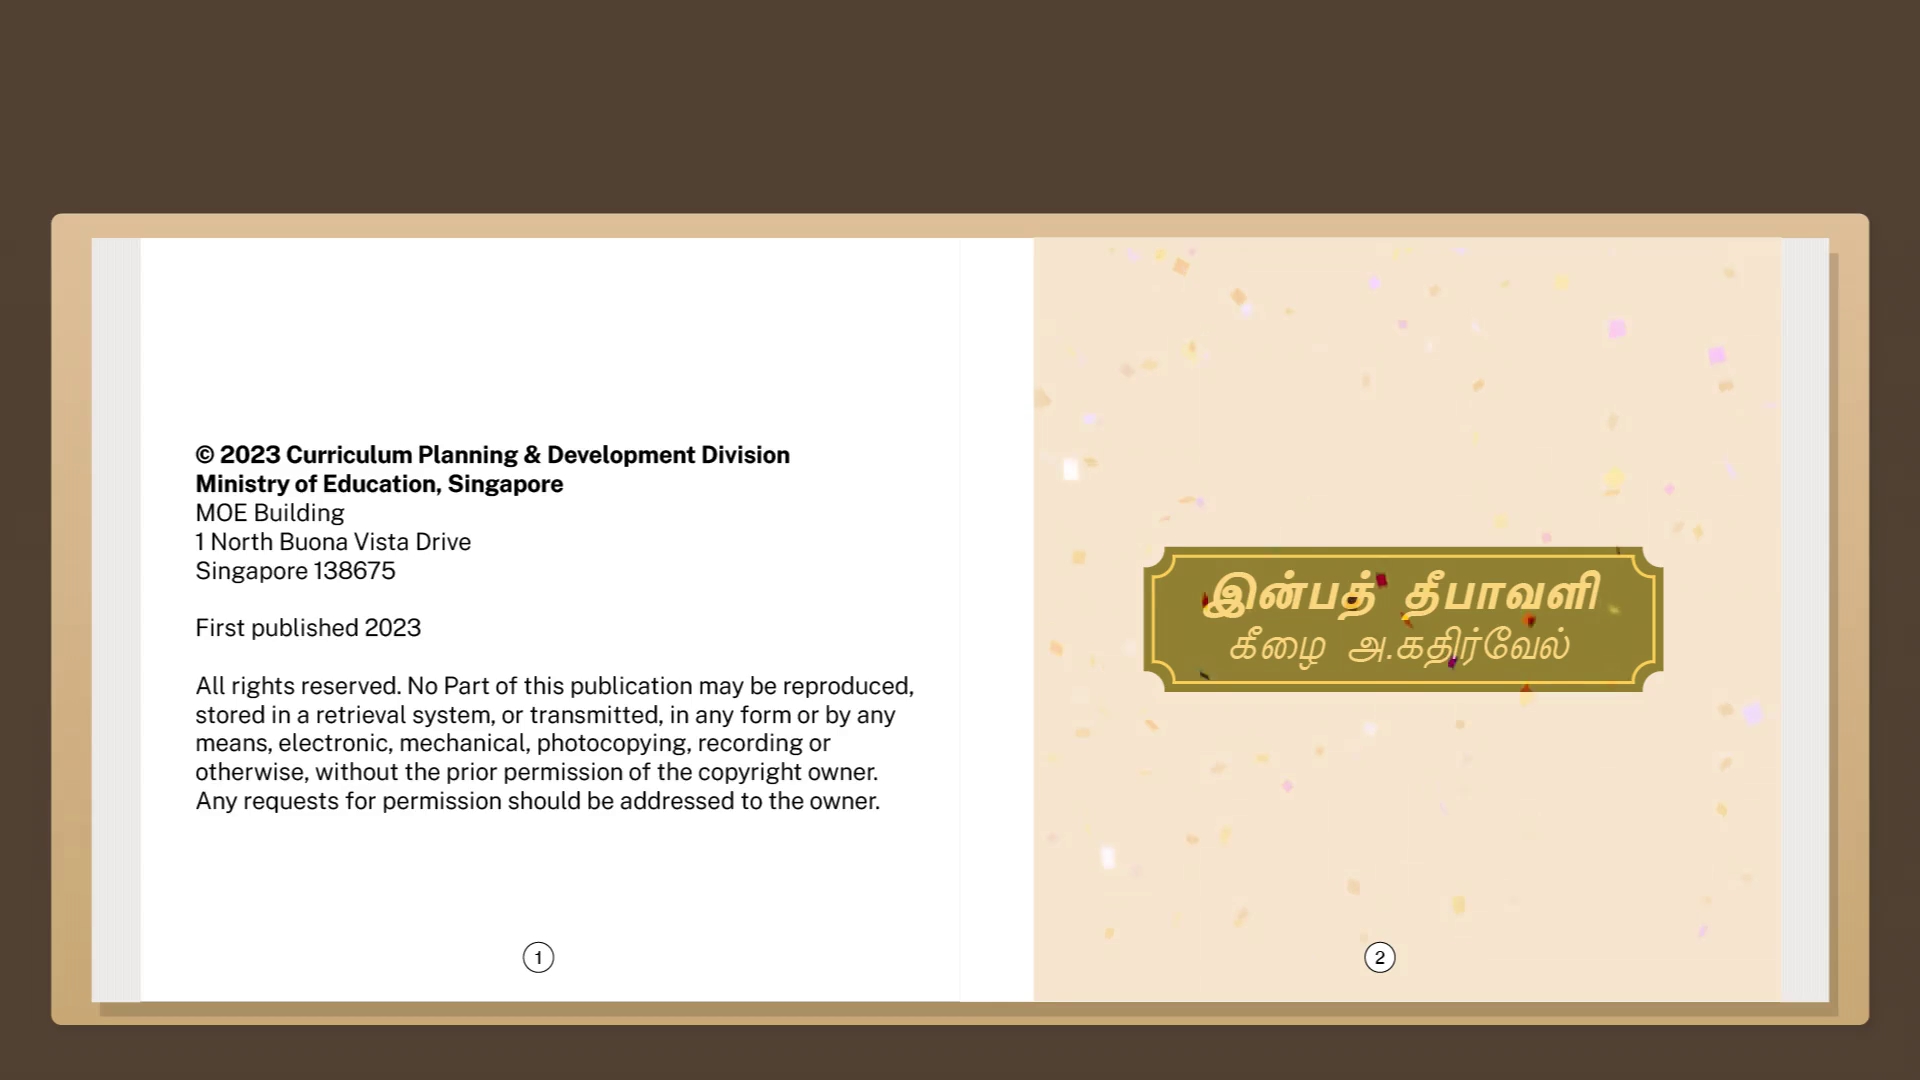 © 2023 Curriculum Planning & Development Division
Ministry of Education, Singapore
MOE Building
1 North Buona Vista Drive
Singapore 138675
First published 2023
All rights reserved. No Part of this publication may be reproduced,
stored in a retrieval system, or transmitted, in any form or by any
means, electronic, mechanical, photocopying, recording or
otherwise, without the prior permission of the copyright owner.
Any requests for permission should be addressed to the owner.
1
இன்பத் தீபாவளி
கீழை அ.கதிர்வேல்
2